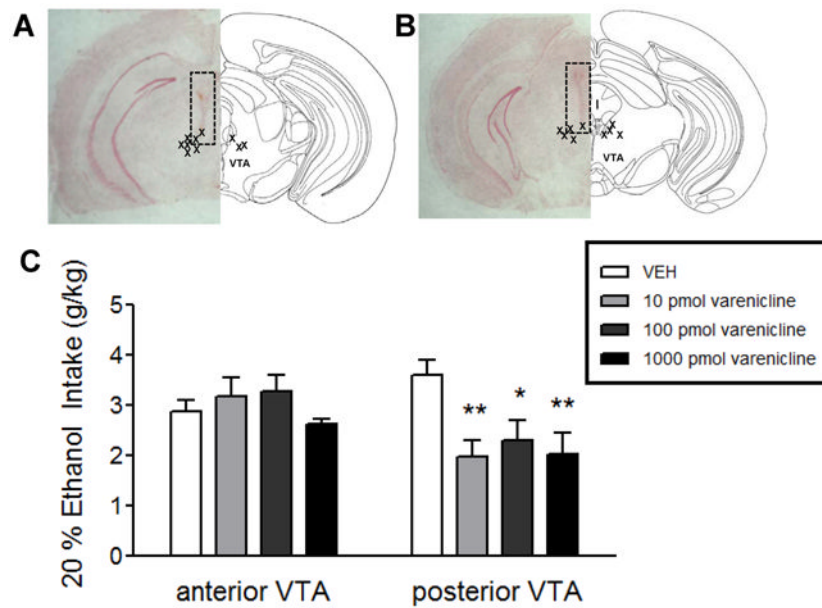 A
B
VTA
VTA
C
VEH
10 pmol varenicline
100 pmol varenicline
1000 pmol varenicline
20 % Ethanol Intake (g/kg)
5
4
3
2
1
0
** * **
anterior VTA posterior VTA